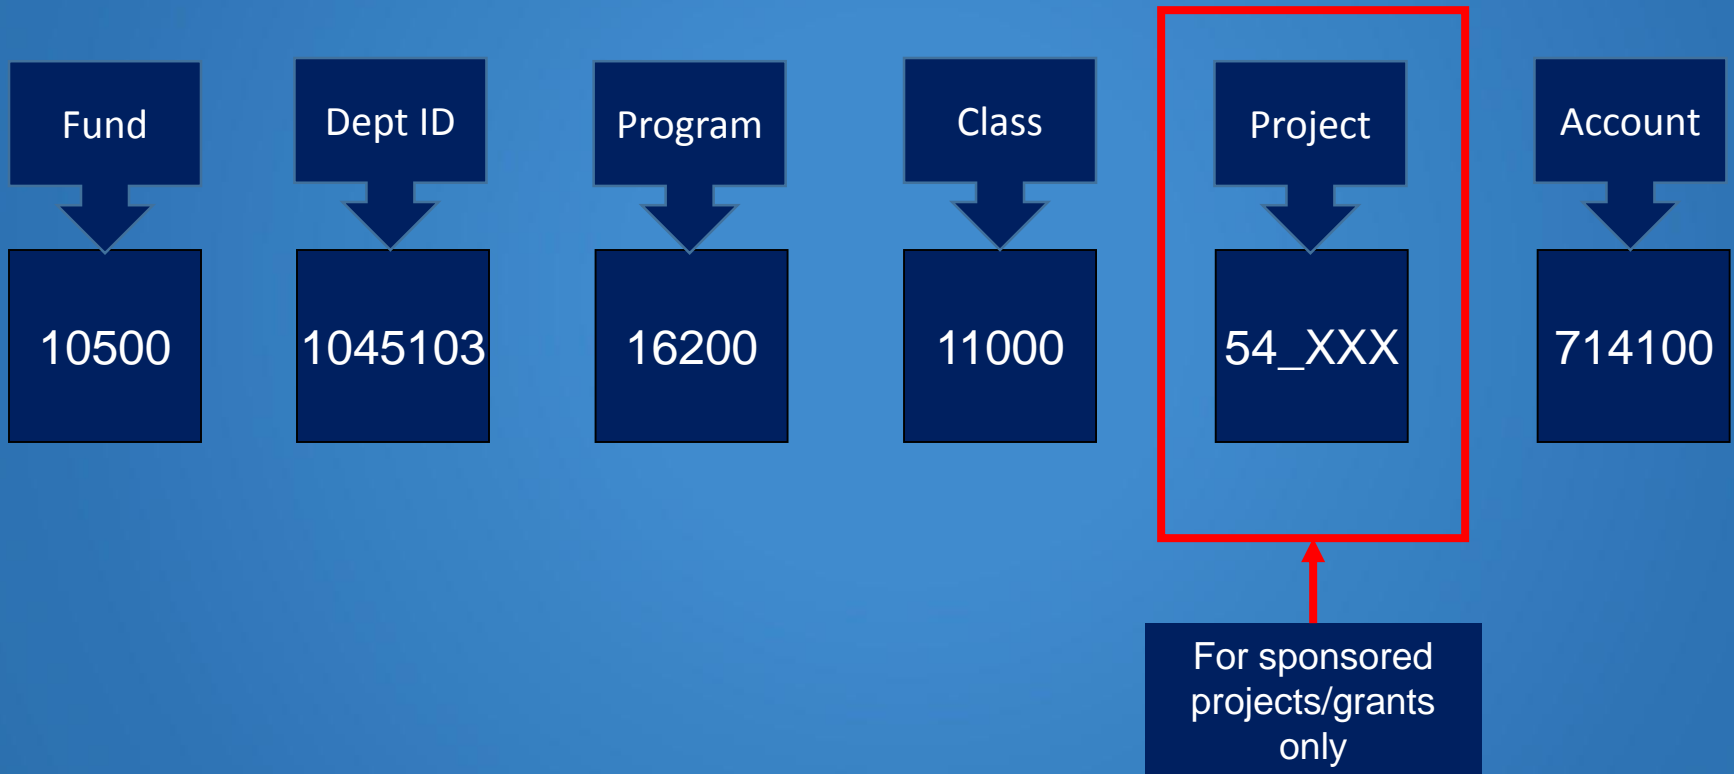 Fund
Dept ID
Program
Class
Project
Account
10500
1045103
16200
11000
54_XXX
714100
For sponsored
projects/grants
only